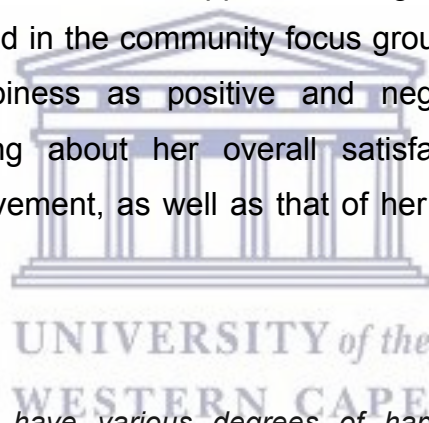 d in the community focus grou
iness as positive and neg
ng about her overall satisfa
vement, as well as that of her
UNIVERSITY of the
WESTERN CAPE
have various degrees of hap